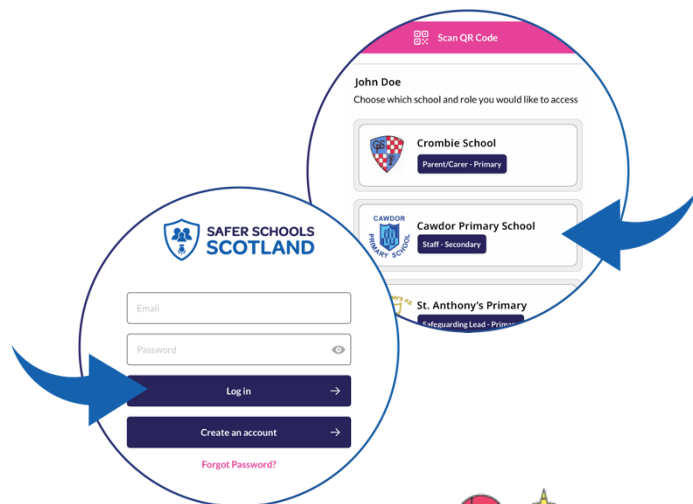 Scan QR Code
John Doe
Choose which school and role you would like to access
Crombie School
Parent/Carer - Primary
CAWDOR
PRIMARY SCHOOL
Cawdor Primary School
Staff - Secondary
St. Anthony's Primary
Safeguarding Lead - Primary
SAFER SCHOOLS
SCOTLAND
Email
Password
Log in
Create an account
Forgot Password?